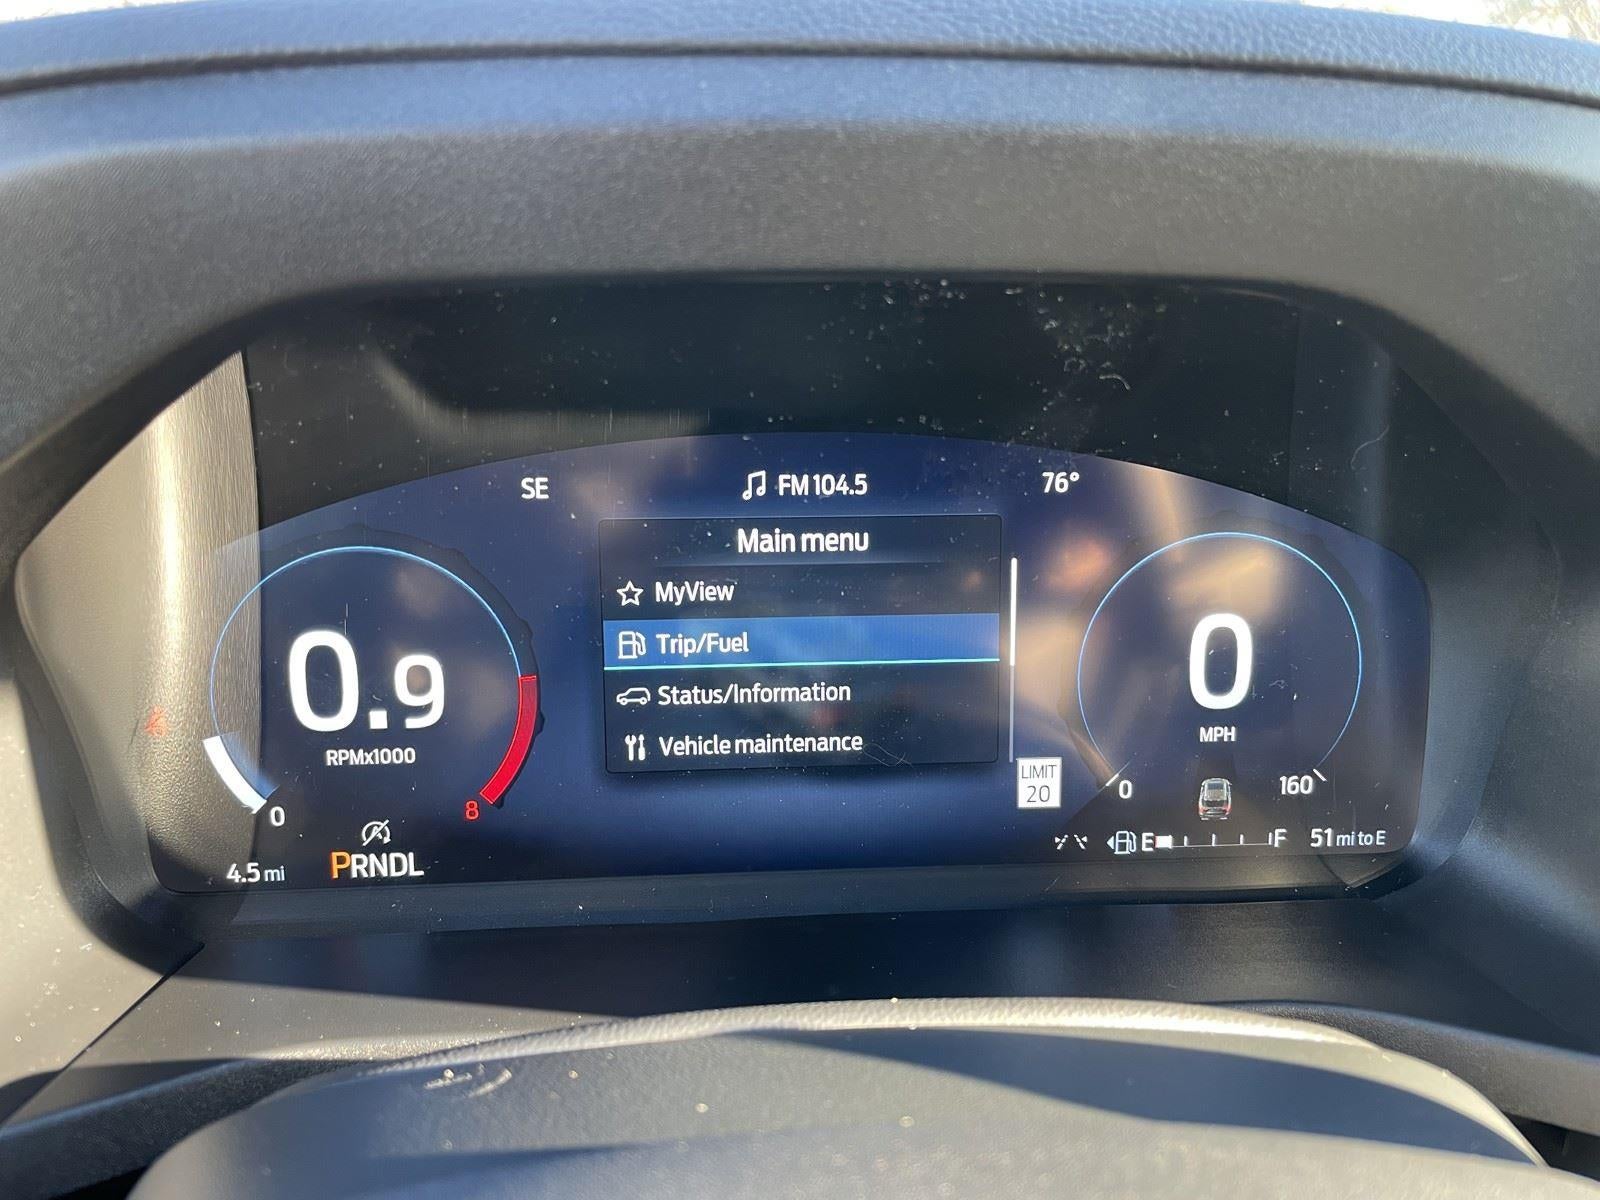 SE
FM 104.5
76°
Main menu
MyView
Trip/Fuel
Status/Information
Vehicle maintenance
0.9
RPMx1000
0
8
0
MPH
0
160
LIMIT
20
4.5 mi
PRNDL
E
F
51 mi to E